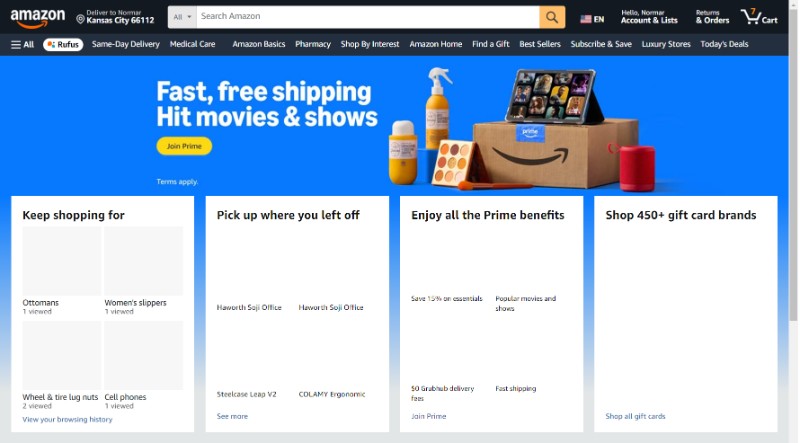 amazon
Deliver to Normar
Kansas City 66112
All
Search Amazon
EN
Hello, Normar
Account & Lists
Returns
& Orders
7
Cart
All
Rufus
Same-Day Delivery
Medical Care
Amazon Basics
Pharmacy
Shop By Interest
Amazon Home
Find a Gift
Best Sellers
Subscribe & Save
Luxury Stores
Today's Deals
Fast, free shipping
Hit movies & shows
Join Prime
Terms apply.
prime
Keep shopping for
Ottomans
1 viewed
Women's slippers
1 viewed
Wheel & tire lug nuts
2 viewed
Cell phones
1 viewed
View your browsing history
Pick up where you left off
Haworth Soji Office
Haworth Soji Office
Steelcase Leap V2
COLAMY Ergonomic
See more
Enjoy all the Prime benefits
Save 15% on essentials
Popular movies and
shows
$0 Grubhub delivery
fees
Fast shipping
Join Prime
Shop 450+ gift card brands
Shop all gift cards